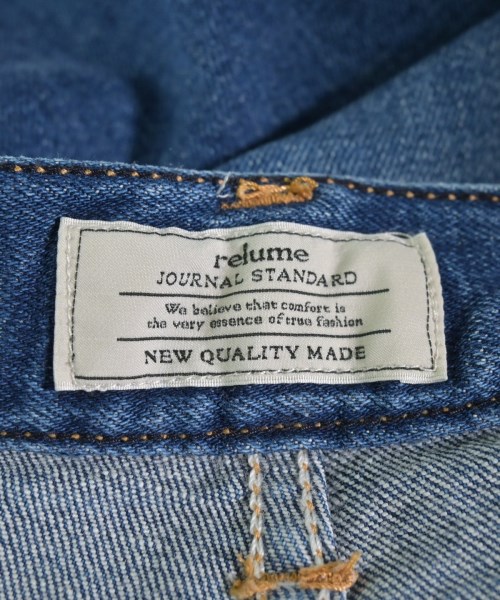 relume
JOURNAL STANDARD
We believe that comfort is
the very essence of true fashion
NEW QUALITY MADE